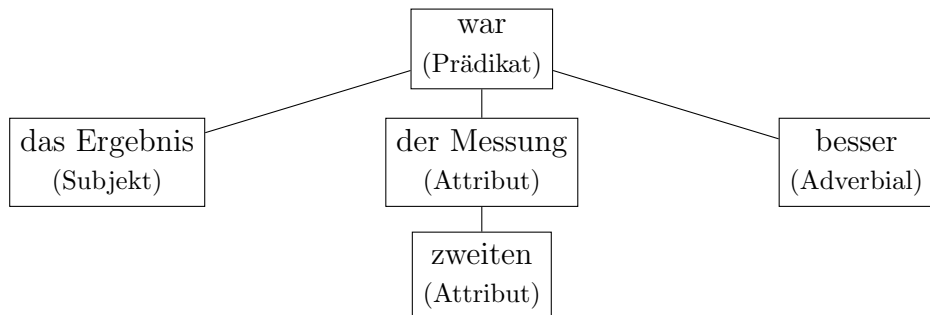 war
(Prädikat)
das Ergebnis
(Subjekt)
der Messung
(Attribut)
besser
(Adverbial)
zweiten
(Attribut)